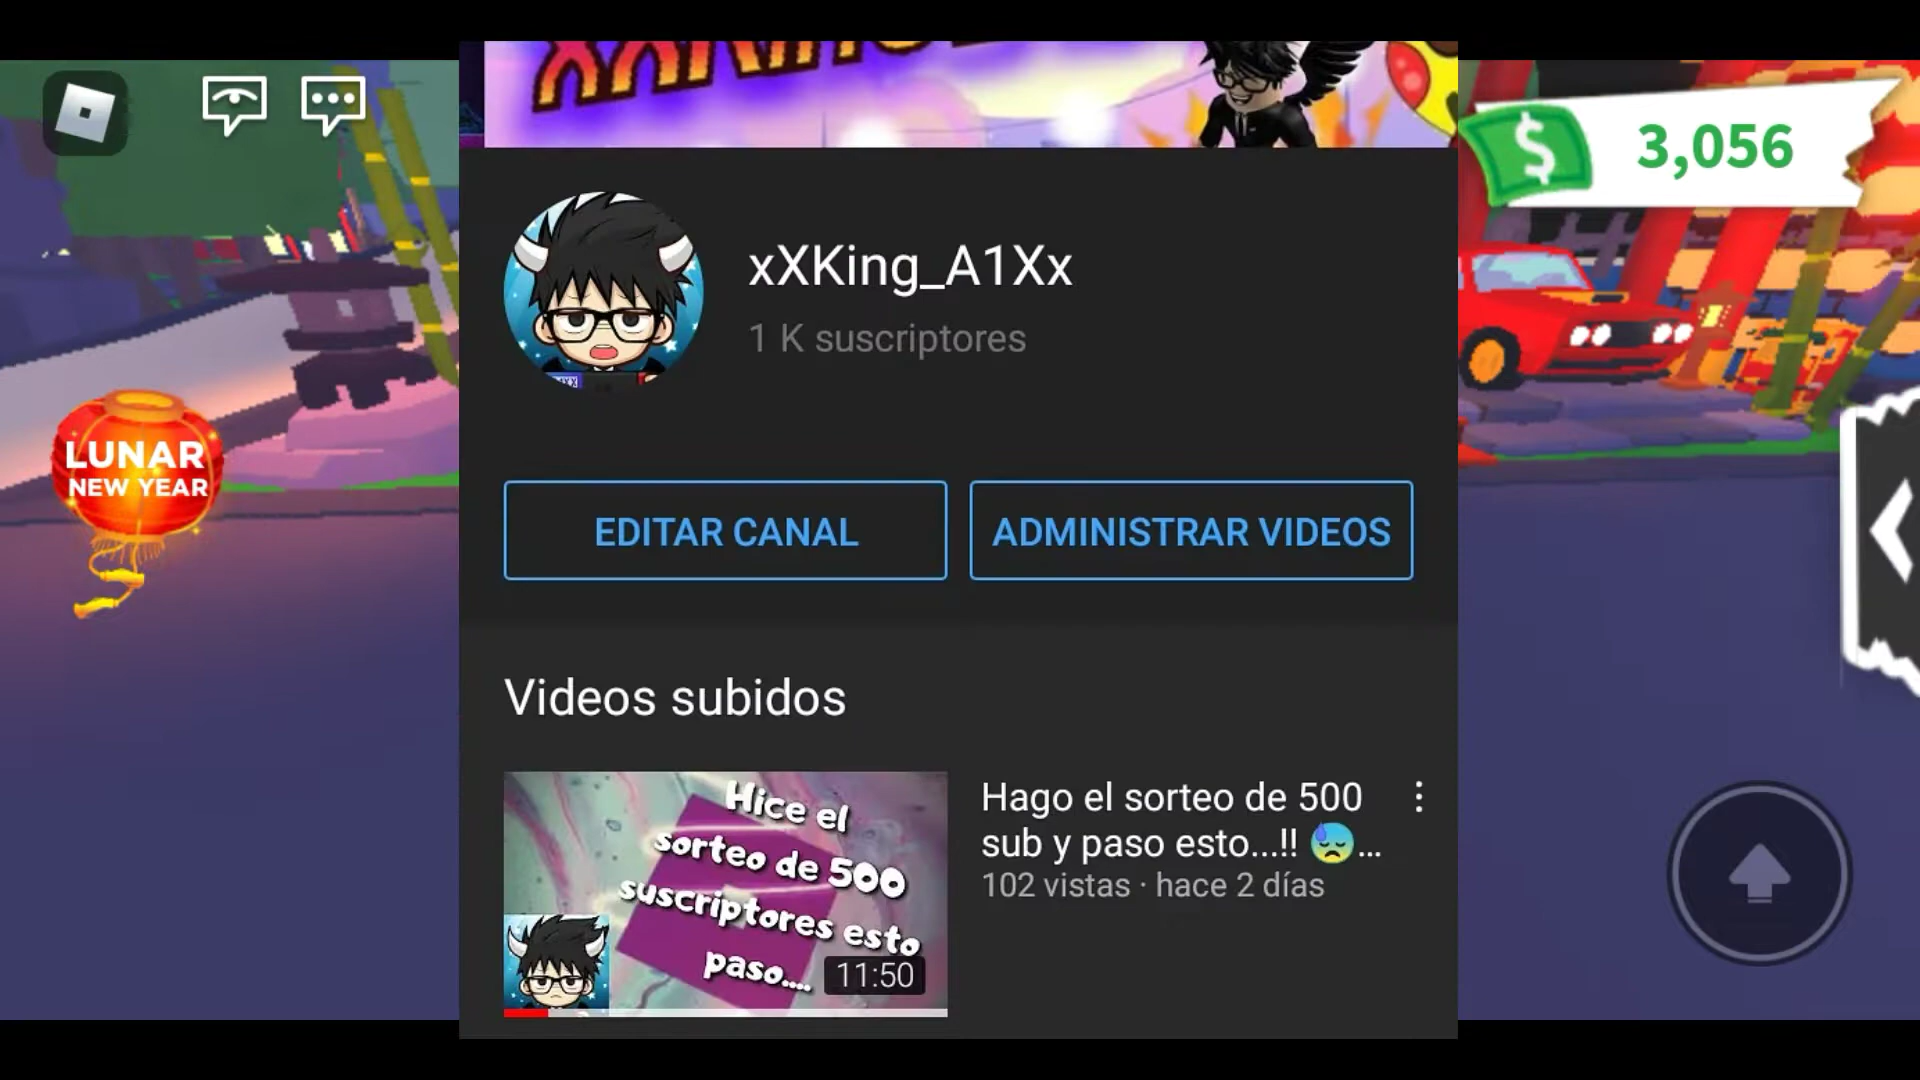 xXKing_A1Xx
1 K suscriptores
EDITAR CANAL
ADMINISTRAR VIDEOS
Videos subidos
Hice el
sorteo de 500
suscriptores esto
paso....
11:50
Hago el sorteo de 500
sub y paso esto...!! 😓...
102 vistas · hace 2 días
LUNAR
NEW YEAR
$
3,056